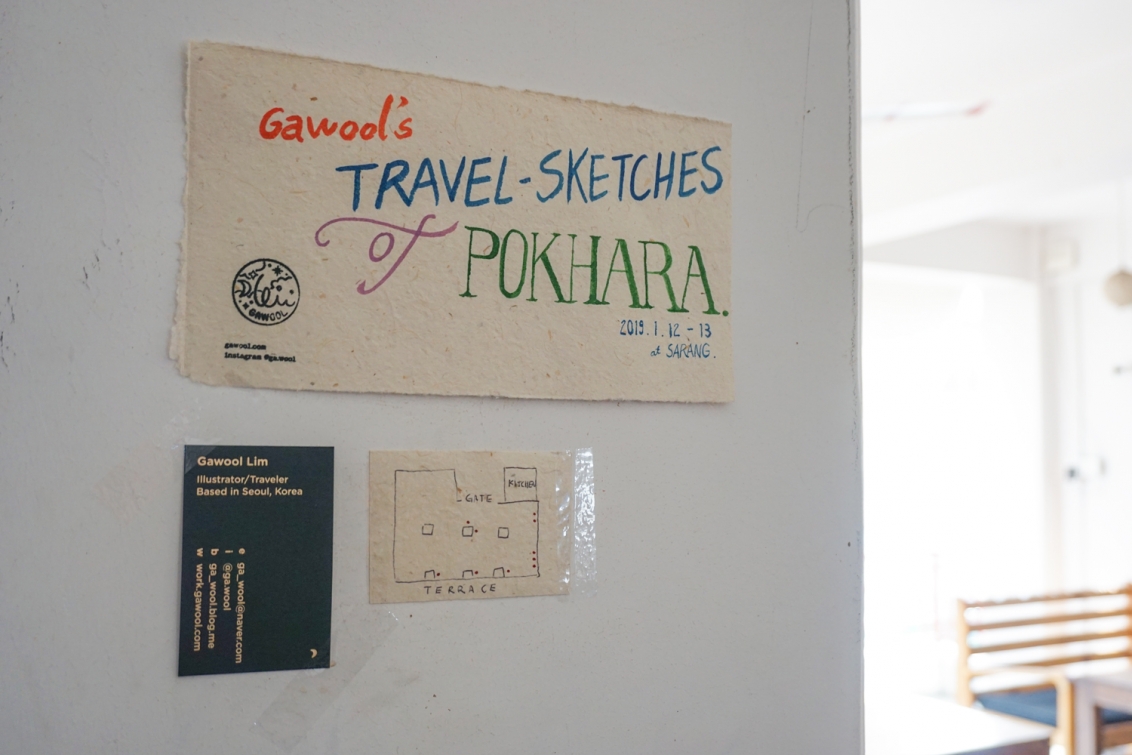 Gawool's
TRAVEL-SKETCHES
of POKHARA.
2019.1.12-13
at SARANG.
GAWOOL
gawool.com
Instagram @ga.wool
Gawool Lim
Illustrator/Traveler
Based in Seoul, Korea
e ga_wool@naver.com
i @ga.wool
b ga_wool.blog.me
w work.gawool.com
KITCHEN
GATE
TERRACE